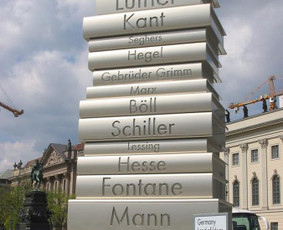 Luther
Kant
Seghers
Hegel
Gebrüder Grimm
Marx
Böll
Schiller
Lessing
Hesse
Fontane
Mann
Germany